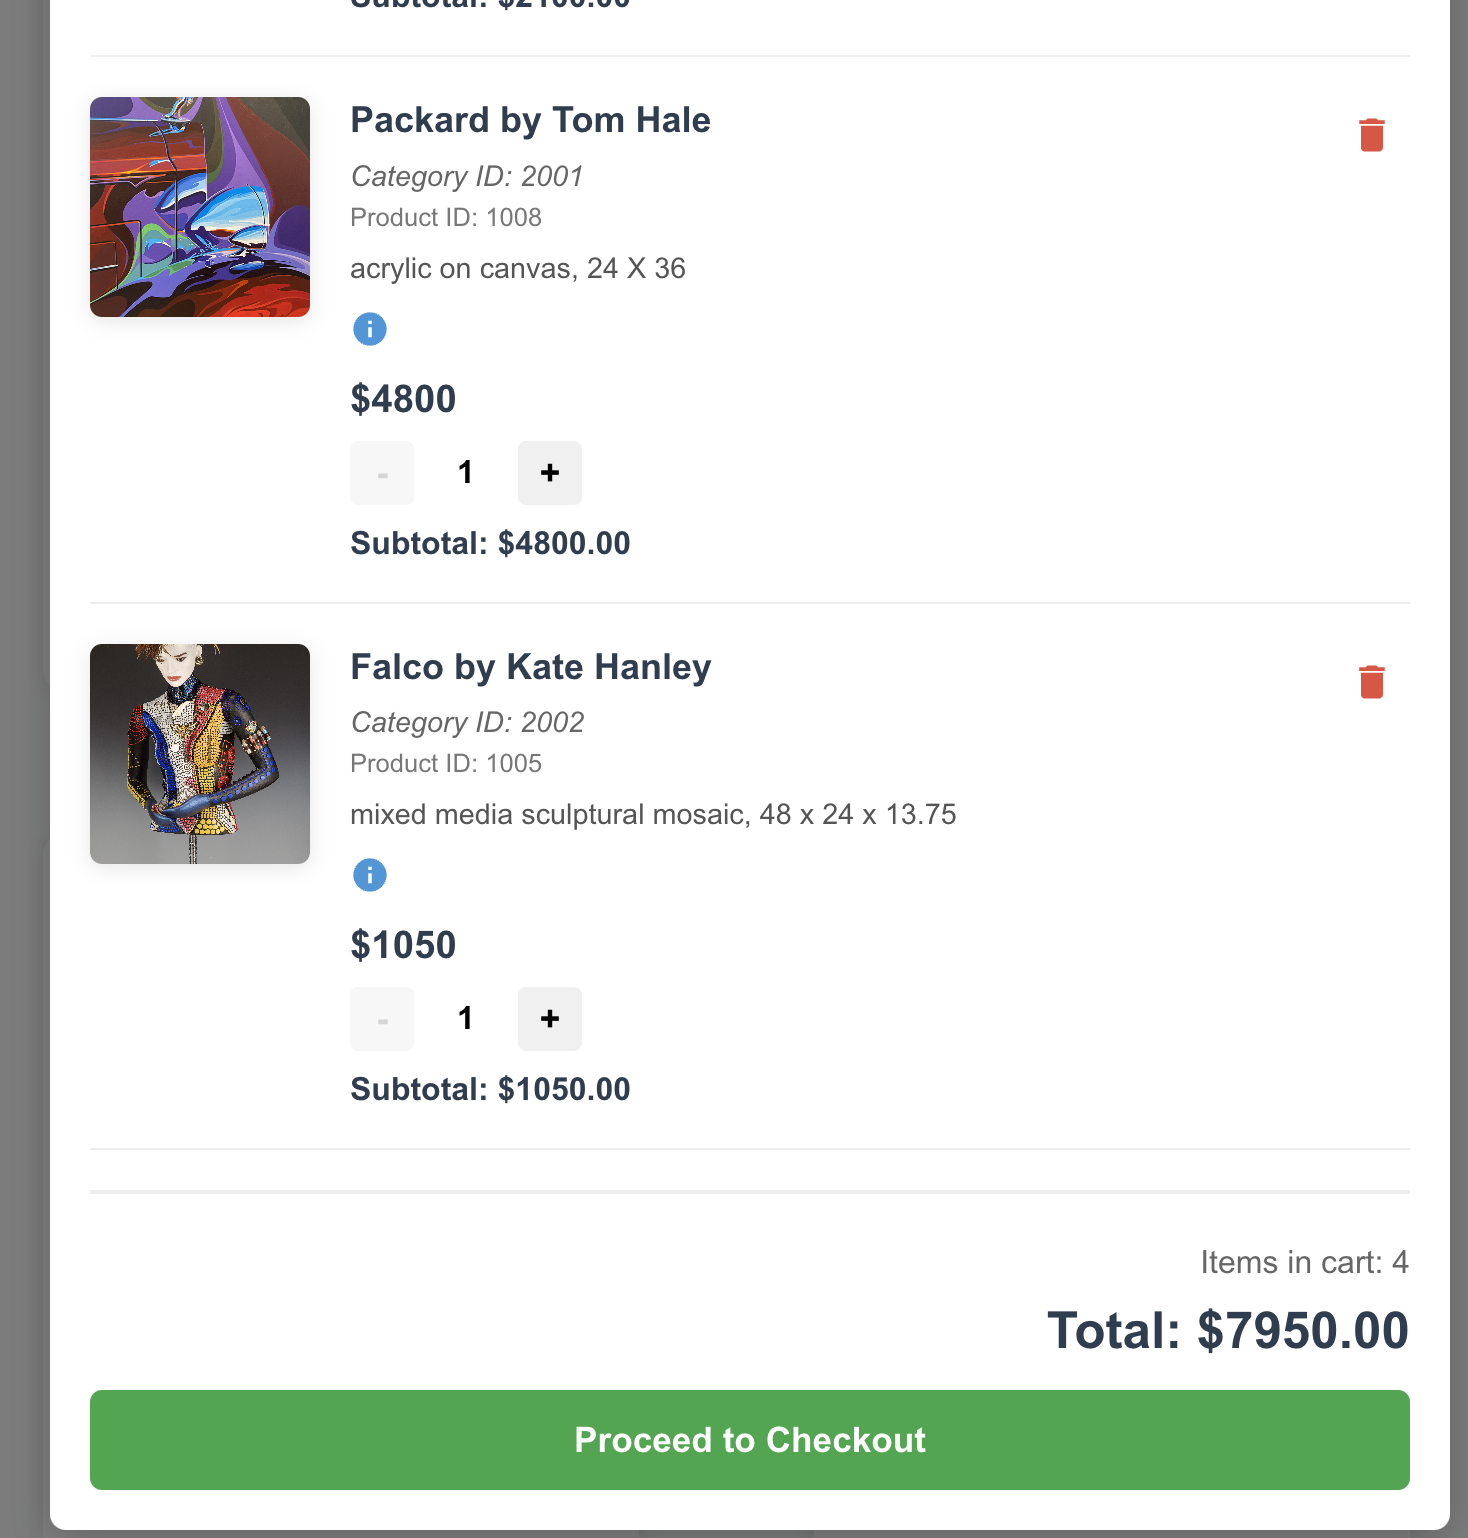 Subtotal: $2100.00
Packard by Tom Hale
Category ID: 2001
Product ID: 1008
acrylic on canvas, 24 X 36
$4800
- 1 +
Subtotal: $4800.00
Falco by Kate Hanley
Category ID: 2002
Product ID: 1005
mixed media sculptural mosaic, 48 x 24 x 13.75
$1050
- 1 +
Subtotal: $1050.00
Items in cart: 4
Total: $7950.00
Proceed to Checkout